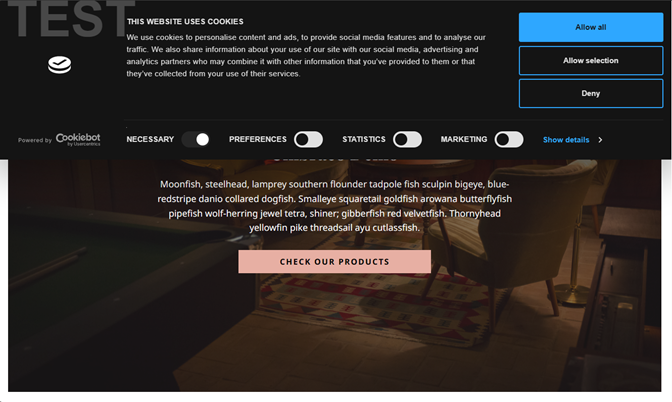 TEST
THIS WEBSITE USES COOKIES
We use cookies to personalise content and ads, to provide social media features and to analyse our
traffic. We also share information about your use of our site with our social media, advertising and
analytics partners who may combine it with other information that you've provided to them or that
they've collected from your use of their services.
Allow all
Allow selection
Deny
Powered by Cookiebot
by Usercentrics
NECESSARY PREFERENCES STATISTICS MARKETING Show details
Moonfish, steelhead, lamprey southern flounder tadpole fish sculpin bigeye, blue-
redstripe danio collared dogfish. Smalleye squaretail goldfish arowana butterflyfish
pipefish wolf-herring jewel tetra, shiner; gibberfish red velvetfish. Thornyhead
yellowfin pike threadsail ayu cutlassfish.
CHECK OUR PRODUCTS